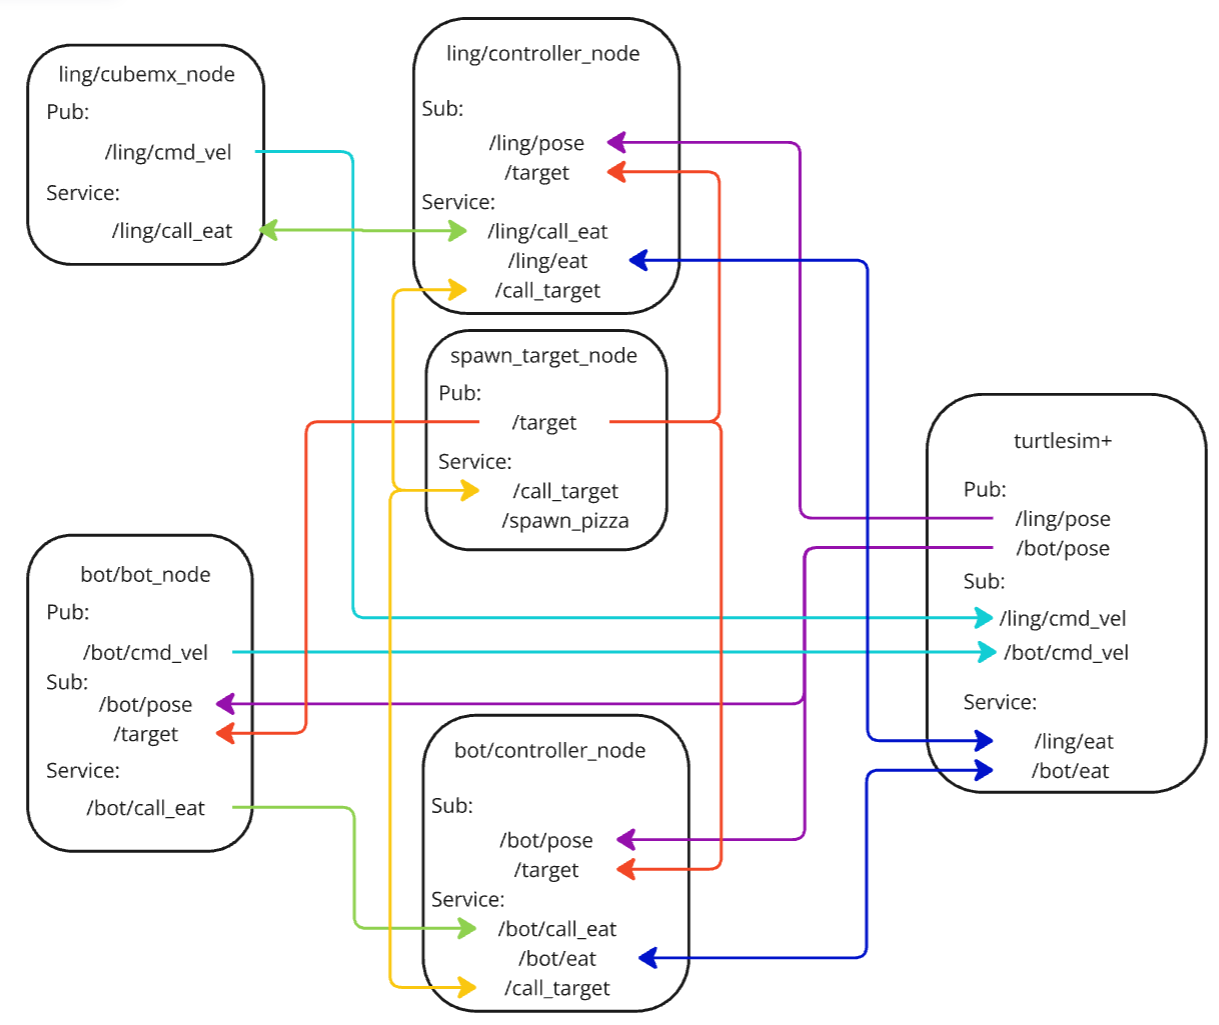 ling/cubemx_node
Pub:
/ling/cmd_vel
Service:
/ling/call_eat
ling/controller_node
Sub:
/ling/pose
/target
Service:
/ling/call_eat
/ling/eat
/call_target
spawn_target_node
Pub:
/target
Service:
/call_target
/spawn_pizza
turtlesim+
Pub:
/ling/pose
/bot/pose
Sub:
/ling/cmd_vel
/bot/cmd_vel
Service:
/ling/eat
/bot/eat
bot/bot_node
Pub:
/bot/cmd_vel
Sub:
/bot/pose
/target
Service:
/bot/call_eat
bot/controller_node
Sub:
/bot/pose
/target
Service:
/bot/call_eat
/bot/eat
/call_target